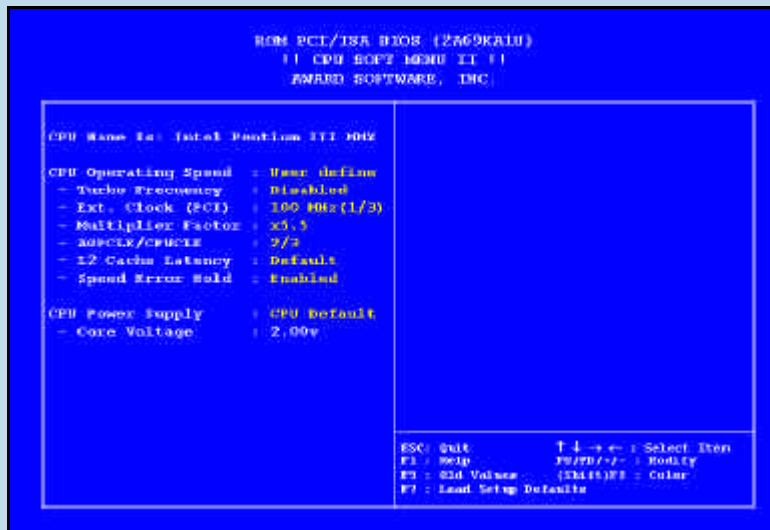 ROM PCI/ISA BIOS (2A69KA1U)
!! CPU SOFT MENU II !!
AWARD SOFTWARE, INC
CPU Name Is: Intel Pentium III MMX
CPU Operating Speed : User define
- Turbo Frecuency : Disabled
- Ext. Clock (PCI) : 100 MHz(1/3)
- Multiplier Factor : x5.5
- AGPCLK/CPUCLK : 2/3
- L2 Cache Latency : Default
- Speed Error Hold : Enabled
CPU Power Supply : CPU Default
- Core Voltage : 2.00v
ESC: Quit ↑ ↓ → ← : Select Item
F1 : Help PU/PD/+/- : Modify
F5 : Old Values (Shift)F2 : Color
F7 : Load Setup Defaults